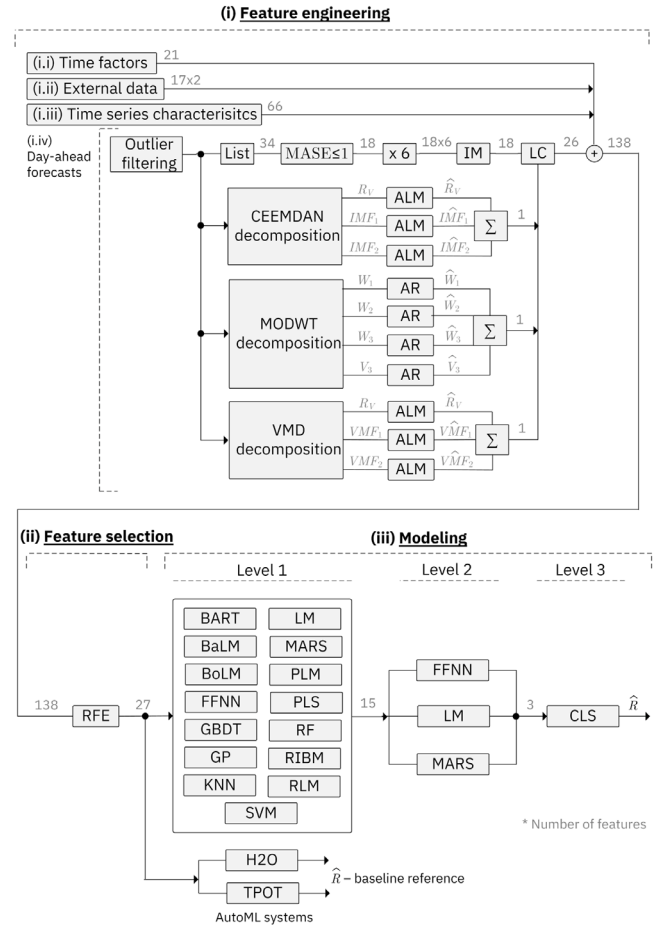 (i) Feature engineering
(i.i) Time factors
21
(i.ii) External data
17x2
(i.iii) Time series characterisitcs
66
(i.iv)
Day-ahead
forecasts
Outlier
filtering
List
34
MASE≤1
18
x 6
18x6
IM
18
LC
26
+
138
CEEMDAN
decomposition
R_V
ALM
R̂_V
IMF_1
ALM
IM̂F_1
IMF_2
ALM
IM̂F_2
Σ
1
MODWT
decomposition
W_1
AR
Ŵ_1
W_2
AR
Ŵ_2
W_3
AR
Ŵ_3
V_3
AR
V̂_3
Σ
1
VMD
decomposition
R_V
ALM
R̂_V
VMF_1
ALM
VM̂F_1
VMF_2
ALM
VM̂F_2
Σ
1
(ii) Feature selection
(iii) Modeling
Level 1
Level 2
Level 3
138
RFE
27
BART
LM
BaLM
MARS
BoLM
PLM
FFNN
PLS
GBDT
RF
GP
RIBM
KNN
RLM
SVM
15
FFNN
LM
MARS
3
CLS
R̂
* Number of features
H2O
TPOT
R̂ – baseline reference
AutoML systems